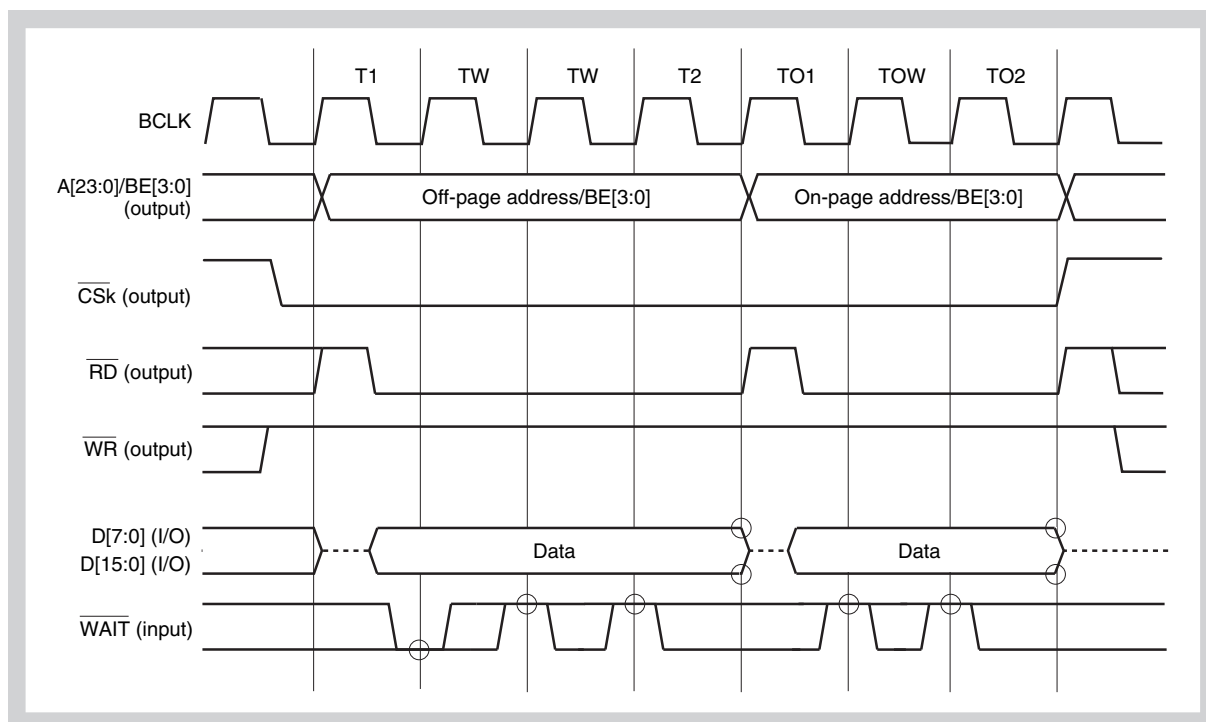 T1 TW TW T2 TO1 TOW TO2
BCLK
A[23:0]/BE[3:0]
(output)
Off-page address/BE[3:0] On-page address/BE[3:0]
CSk (output)
RD (output)
WR (output)
D[7:0] (I/O)
D[15:0] (I/O)
Data Data
WAIT (input)